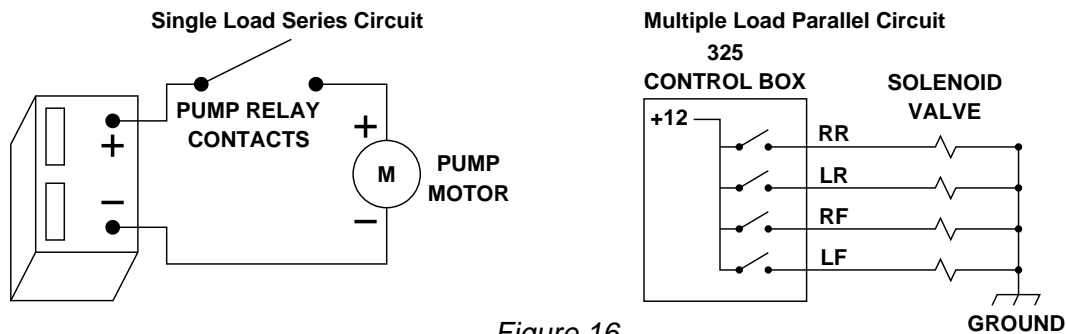 Single Load Series Circuit
PUMP RELAY
CONTACTS
+
−
+
M
−
PUMP
MOTOR
Multiple Load Parallel Circuit
325
CONTROL BOX
SOLENOID
VALVE
+12
RR
LR
RF
LF
GROUND
Figure 16